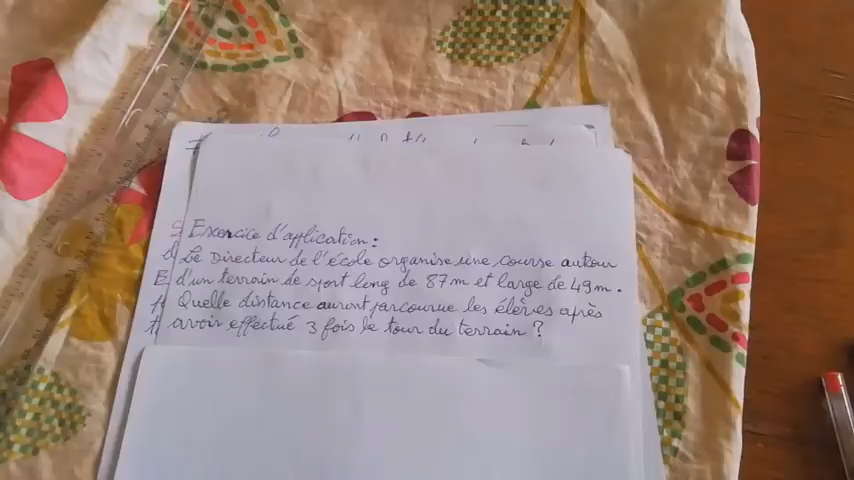 Exercice d'application :
Le Directeur de l'école organise une course autour
d'un terrain de sport long de 87m et large de 49m.
Quelle distance auront parcourue les élèves après
avoir effectué 3 fois le tour du terrain ?